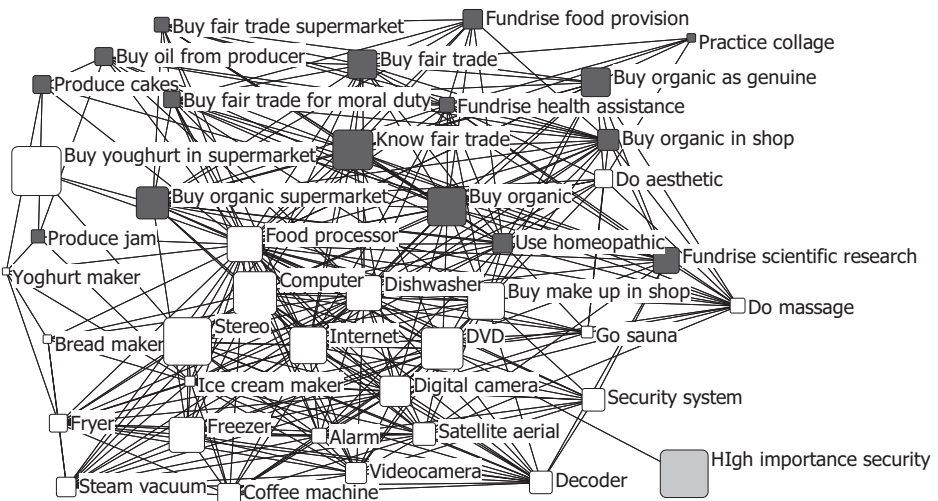 Buy fair trade supermarket
Fundrise food provision
Practice collage
Buy oil from producer
Buy fair trade
Buy organic as genuine
Produce cakes
Buy fair trade for moral duty
Fundrise health assistance
Know fair trade
Buy organic in shop
Buy youghurt in supermarket
Do aesthetic
Buy organic supermarket
Buy organic
Produce jam
Food processor
Use homeopathic
Fundrise scientific research
Yoghurt maker
Computer
Dishwasher
Buy make up in shop
Do massage
Bread maker
Stereo
Internet
DVD
Go sauna
Ice cream maker
Digital camera
Security system
Fryer
Freezer
Alarm
Satellite aerial
HIgh importance security
Steam vacuum
Coffee machine
Videocamera
Decoder